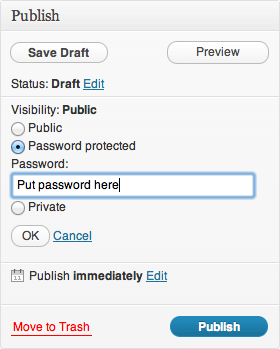 Publish
Save Draft Preview
Status: Draft Edit
Visibility: Public
Public
Password protected
Password:
Put password here
Private
OK Cancel
11 Publish immediately Edit
Move to Trash Publish